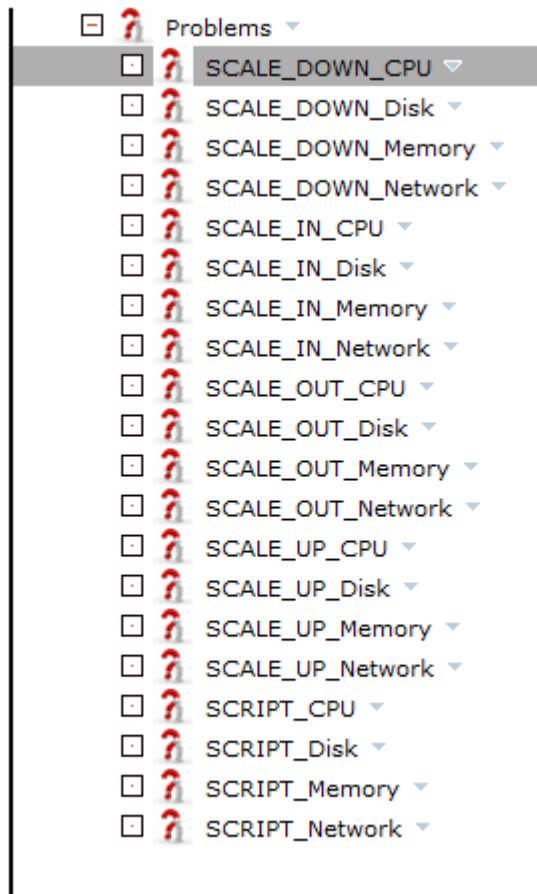 Problems
SCALE_DOWN_CPU
SCALE_DOWN_Disk
SCALE_DOWN_Memory
SCALE_DOWN_Network
SCALE_IN_CPU
SCALE_IN_Disk
SCALE_IN_Memory
SCALE_IN_Network
SCALE_OUT_CPU
SCALE_OUT_Disk
SCALE_OUT_Memory
SCALE_OUT_Network
SCALE_UP_CPU
SCALE_UP_Disk
SCALE_UP_Memory
SCALE_UP_Network
SCRIPT_CPU
SCRIPT_Disk
SCRIPT_Memory
SCRIPT_Network